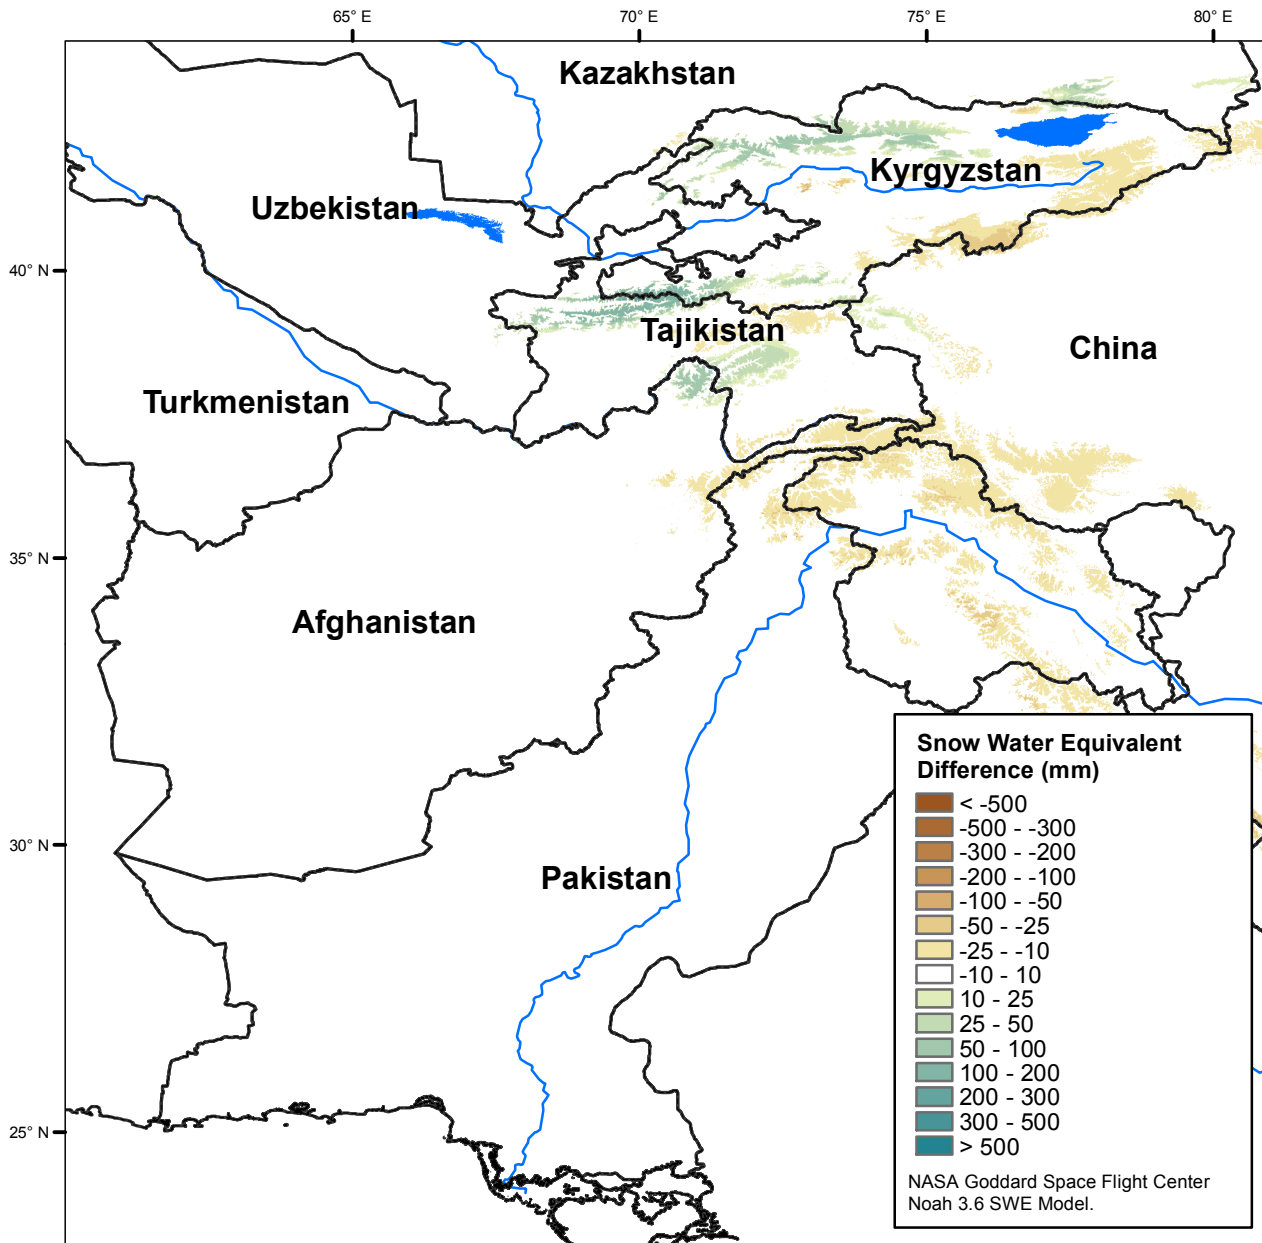 65° E
70° E
75° E
80° E
Kazakhstan
Kyrgyzstan
Uzbekistan
40° N
Tajikistan
China
Turkmenistan
35° N
Afghanistan
30° N
Pakistan
25° N
Snow Water Equivalent
Difference (mm)
< -500
-500 - -300
-300 - -200
-200 - -100
-100 - -50
-50 - -25
-25 - -10
-10 - 10
10 - 25
25 - 50
50 - 100
100 - 200
200 - 300
300 - 500
> 500
NASA Goddard Space Flight Center
Noah 3.6 SWE Model.